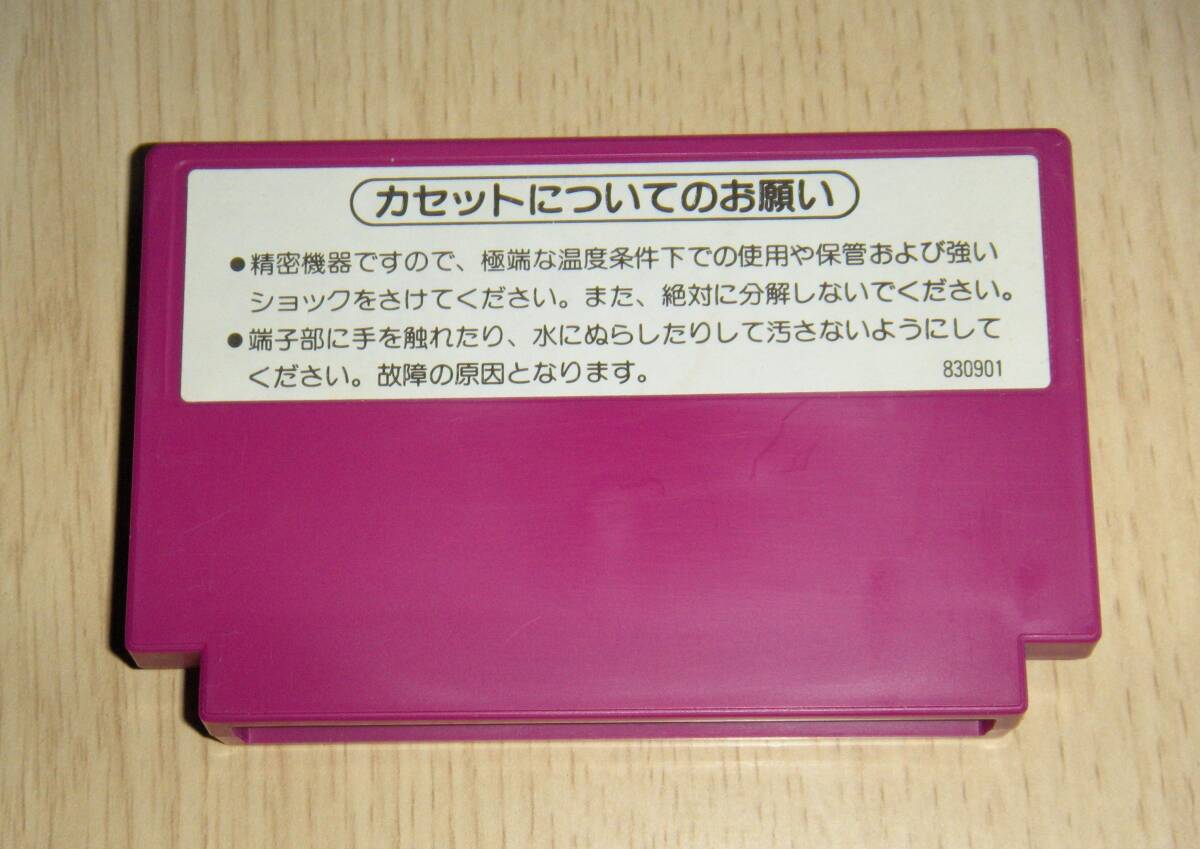 カセットについてのお願い
●精密機器ですので、極端な温度条件下での使用や保管および強い
ショックをさけてください。また、絶対に分解しないでください。
●端子部に手を触れたり、水にぬらしたりして汚さないようにして
ください。故障の原因となります。
830901